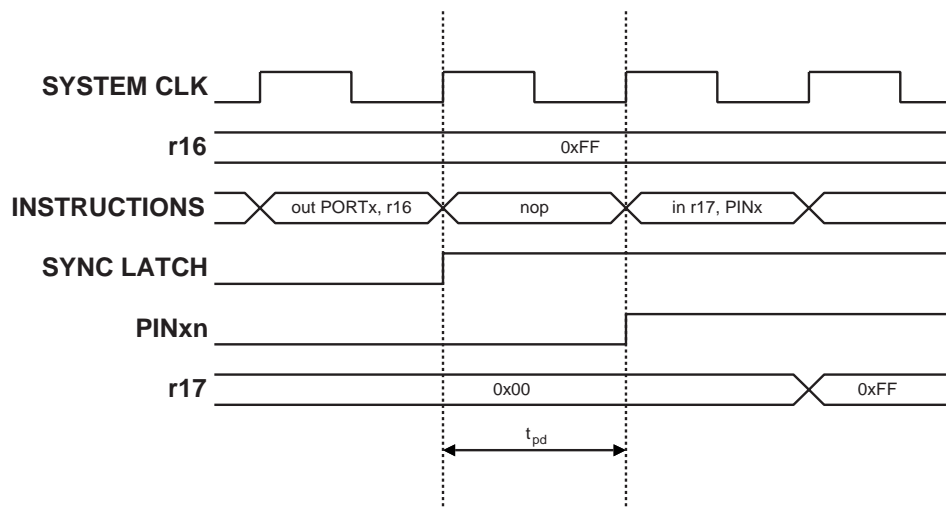 SYSTEM CLK
r16
0xFF
INSTRUCTIONS
out PORTx, r16
nop
in r17, PINx
SYNC LATCH
PINxn
r17
0x00
0xFF
tpd